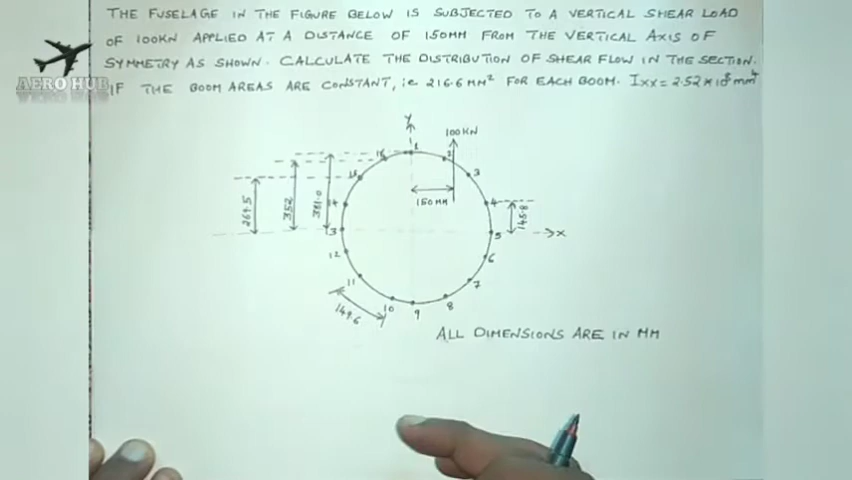 THE FUSELAGE IN THE FIGURE BELOW IS SUBJECTED TO A VERTICAL SHEAR LOAD
OF 100KN APPLIED AT A DISTANCE OF 150MM FROM THE VERTICAL AXIS OF
SYMMETRY AS SHOWN. CALCULATE THE DISTRIBUTION OF SHEAR FLOW IN THE SECTION.
IF THE BOOM AREAS ARE CONSTANT, i.e 216.6 MM² FOR EACH BOOM. IXX = 2.52 × 10⁸ mm⁴
AERO HUB
Y
100KN
16 1 2
15 3
14 4
150MM
269.5 352 381.0 145.8
13 5 X
12 6
11 7
10 9 8
149.6
ALL DIMENSIONS ARE IN MM